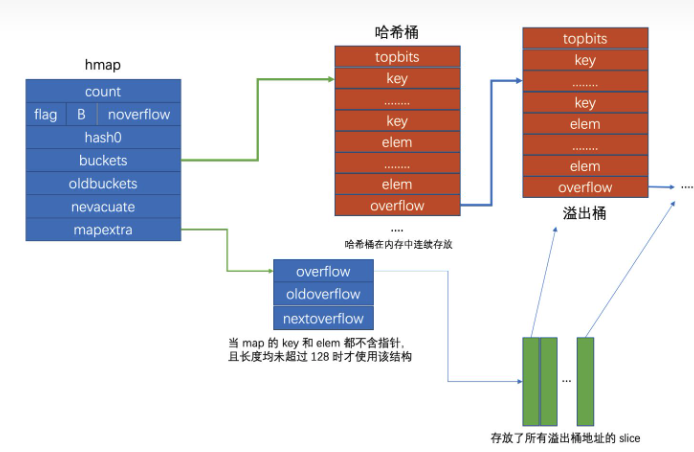 hmap
count
flag B noverflow
hash0
buckets
oldbuckets
nevacuate
mapextra
哈希桶
topbits
key
........
key
elem
........
elem
overflow
....
哈希桶在内存中连续存放
topbits
key
........
key
elem
........
elem
overflow
....
溢出桶
overflow
oldoverflow
nextoverflow
当 map 的 key 和 elem 都不含指针，
且长度均未超过 128 时才使用该结构
...
存放了所有溢出桶地址的 slice